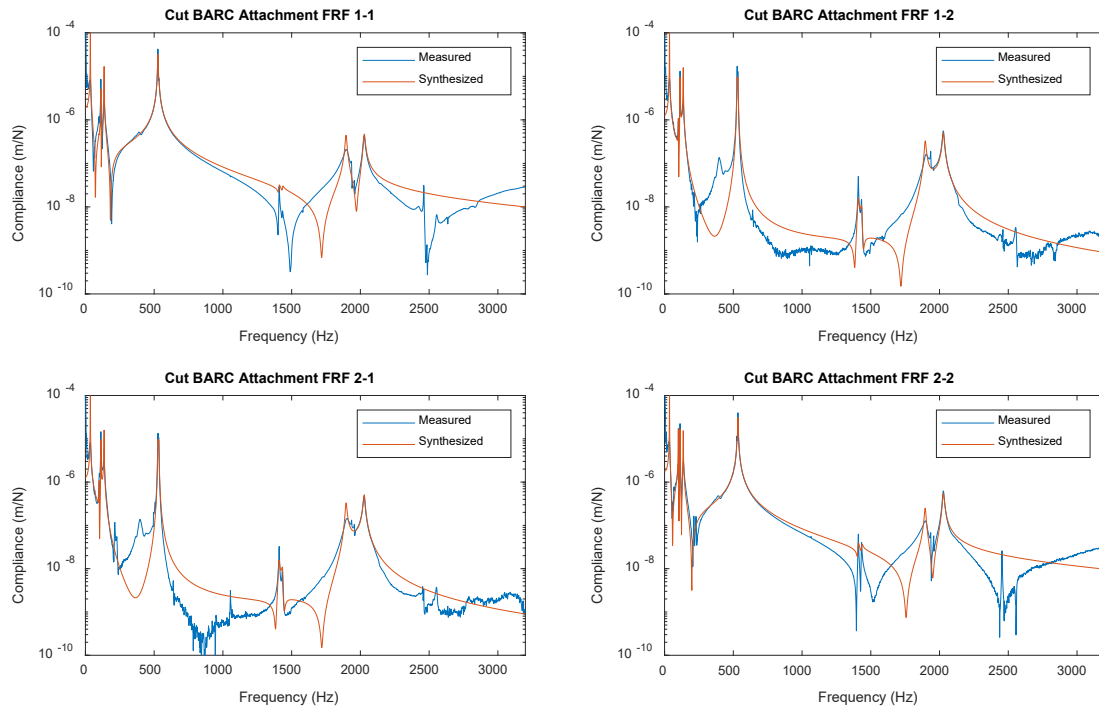 Cut BARC Attachment FRF 1-1
10 -4
10 -6
10 -8
10 -10
Compliance (m/N)
Measured
Synthesized
0 500 1000 1500 2000 2500 3000
Frequency (Hz)
Cut BARC Attachment FRF 1-2
10 -4
10 -6
10 -8
10 -10
Compliance (m/N)
Measured
Synthesized
0 500 1000 1500 2000 2500 3000
Frequency (Hz)
Cut BARC Attachment FRF 2-1
10 -4
10 -6
10 -8
10 -10
Compliance (m/N)
Measured
Synthesized
0 500 1000 1500 2000 2500 3000
Frequency (Hz)
Cut BARC Attachment FRF 2-2
10 -4
10 -6
10 -8
10 -10
Compliance (m/N)
Measured
Synthesized
0 500 1000 1500 2000 2500 3000
Frequency (Hz)